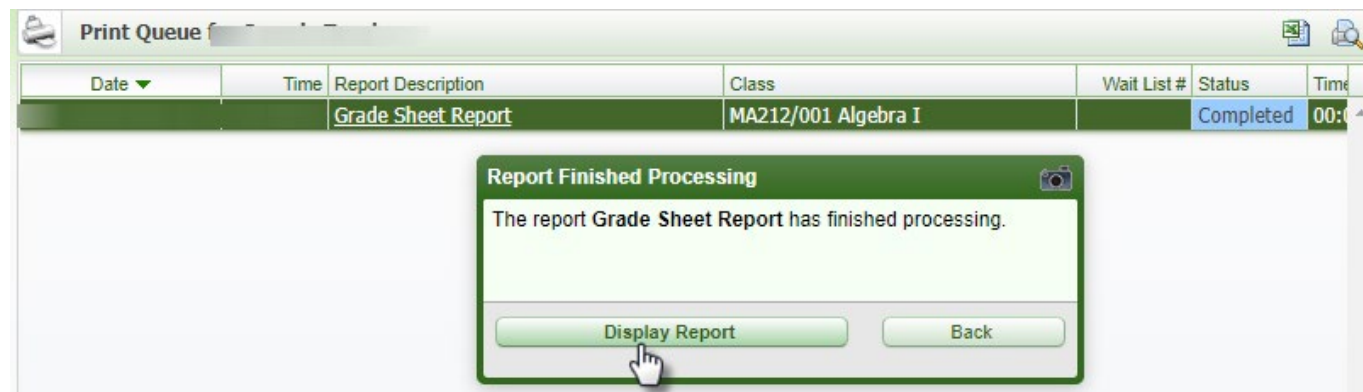 Print Queue
Date Time Report Description Class Wait List # Status Time
Grade Sheet Report MA212/001 Algebra I Completed
Report Finished Processing
The report Grade Sheet Report has finished processing.
Display Report Back